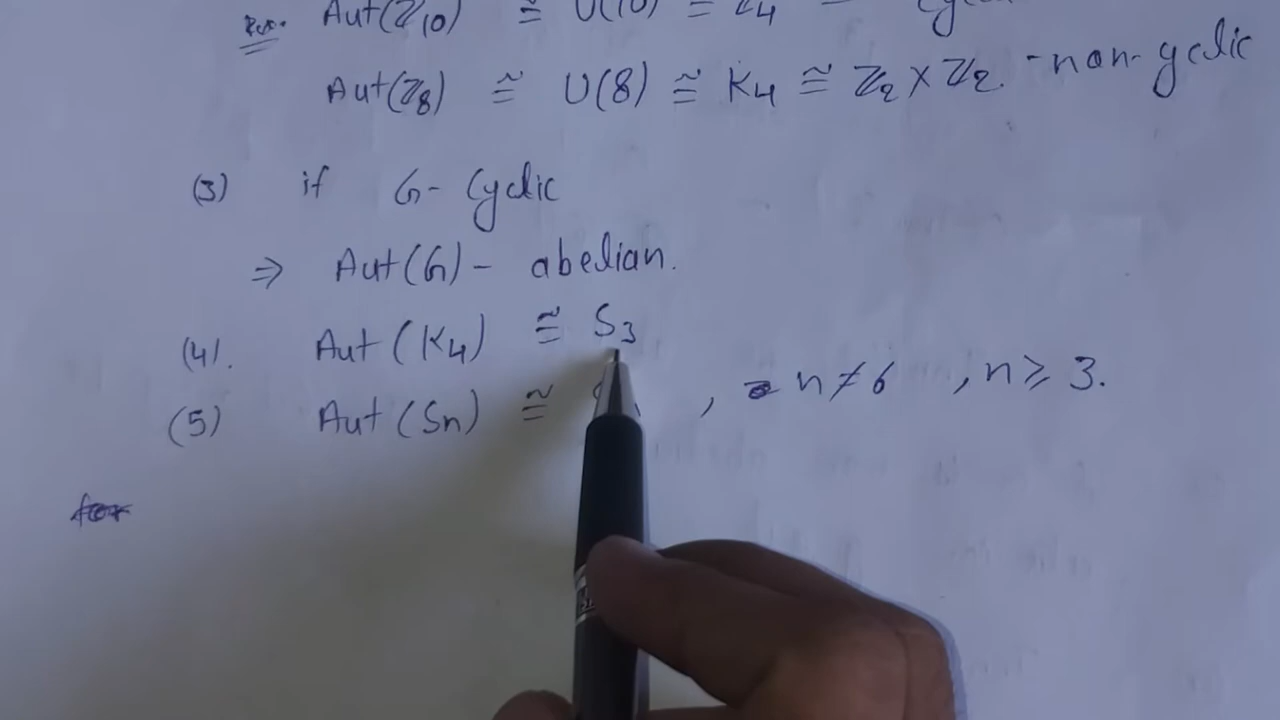 Aut(ℤ₁₀) ≅ U(10) ≅ ℤ₄
Aut(ℤ₈) ≅ U(8) ≅ K₄ ≅ ℤ₂ × ℤ₂. - non-cyclic
(3) if G - Cyclic
⇒ Aut(G) - abelian.
(4). Aut(K₄) ≅ S₃
(5) Aut(Sn) ≅ , n ≠ 6 , n ≥ 3.